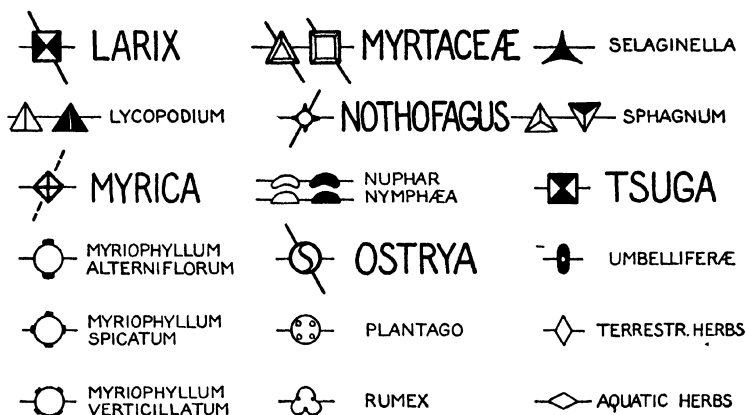 LARIX
MYRTACEÆ
SELAGINELLA
LYCOPODIUM
NOTHOFAGUS
SPHAGNUM
MYRICA
NUPHAR
NYMPHÆA
TSUGA
MYRIOPHYLLUM
ALTERNIFLORUM
OSTRYA
UMBELLIFERÆ
MYRIOPHYLLUM
SPICATUM
PLANTAGO
TERRESTR. HERBS
MYRIOPHYLLUM
VERTICILLATUM
RUMEX
AQUATIC HERBS